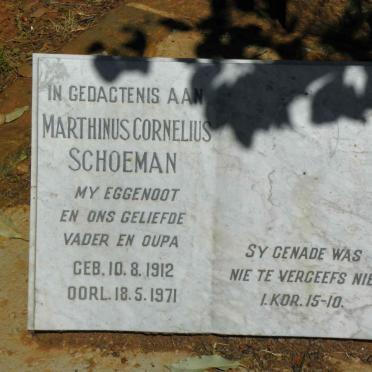 IN GEDAGTENIS AAN
MARTHINUS CORNELIUS
SCHOEMAN
MY EGGENOOT
EN ONS GELIEFDE
VADER EN OUPA
GEB. 10.8.1912
OORL. 18.5.1971
SY GENADE WAS
NIE TE VERGEEFS NIE
I.KOR. 15-10.